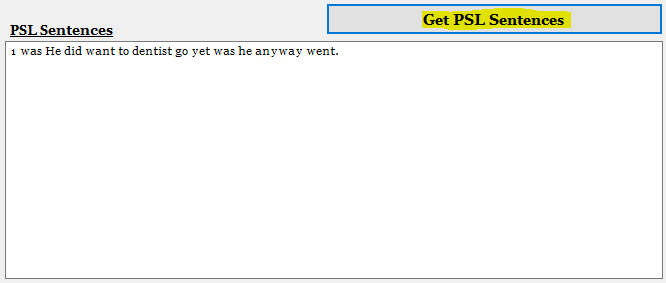 Get PSL Sentences
PSL Sentences
1 was He did want to dentist go yet was he anyway went.